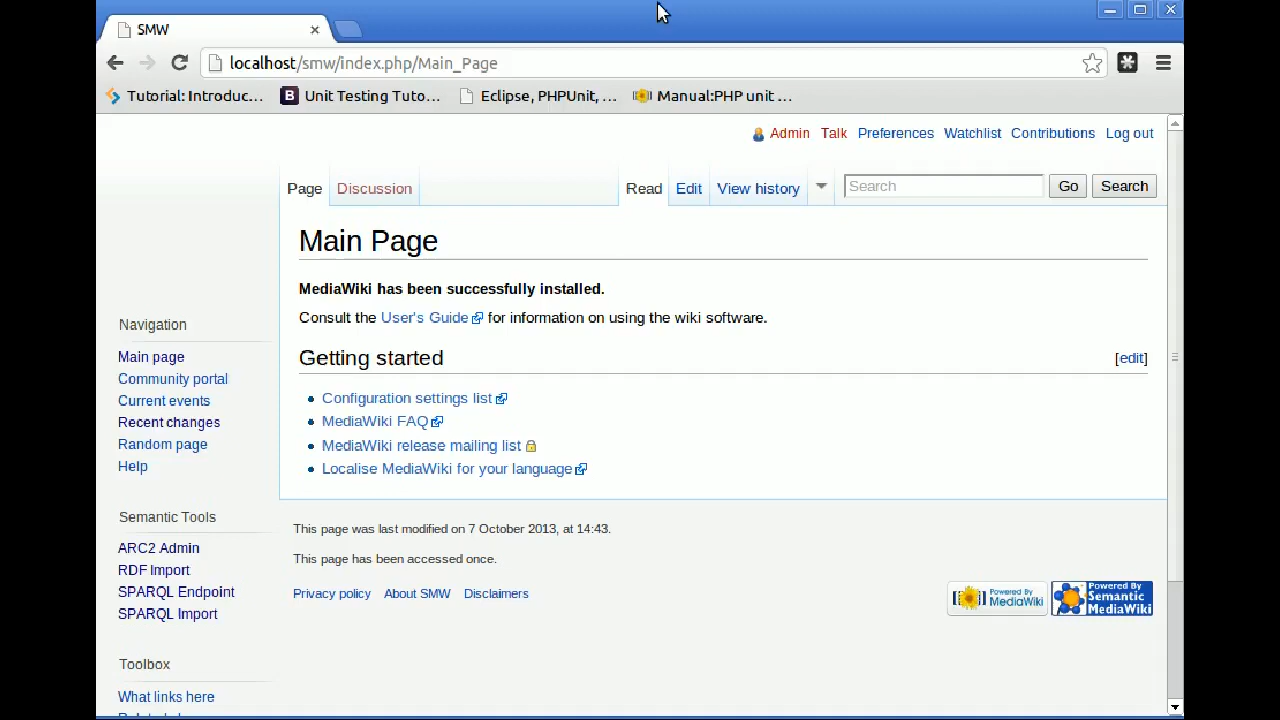 SMW
localhost/smw/index.php/Main_Page
Tutorial: Introduc... B Unit Testing Tuto... Eclipse, PHPUnit, ... Manual:PHP unit ...
Admin Talk Preferences Watchlist Contributions Log out
Page Discussion Read Edit View history Search Go Search
Main Page
MediaWiki has been successfully installed.
Consult the User's Guide for information on using the wiki software.
Getting started [edit]
Configuration settings list
MediaWiki FAQ
MediaWiki release mailing list
Localise MediaWiki for your language
This page was last modified on 7 October 2013, at 14:43.
This page has been accessed once.
Privacy policy About SMW Disclaimers
Powered By
MediaWiki
Powered By
Semantic
MediaWiki
Navigation
Main page
Community portal
Current events
Recent changes
Random page
Help
Semantic Tools
ARC2 Admin
RDF Import
SPARQL Endpoint
SPARQL Import
Toolbox
What links here